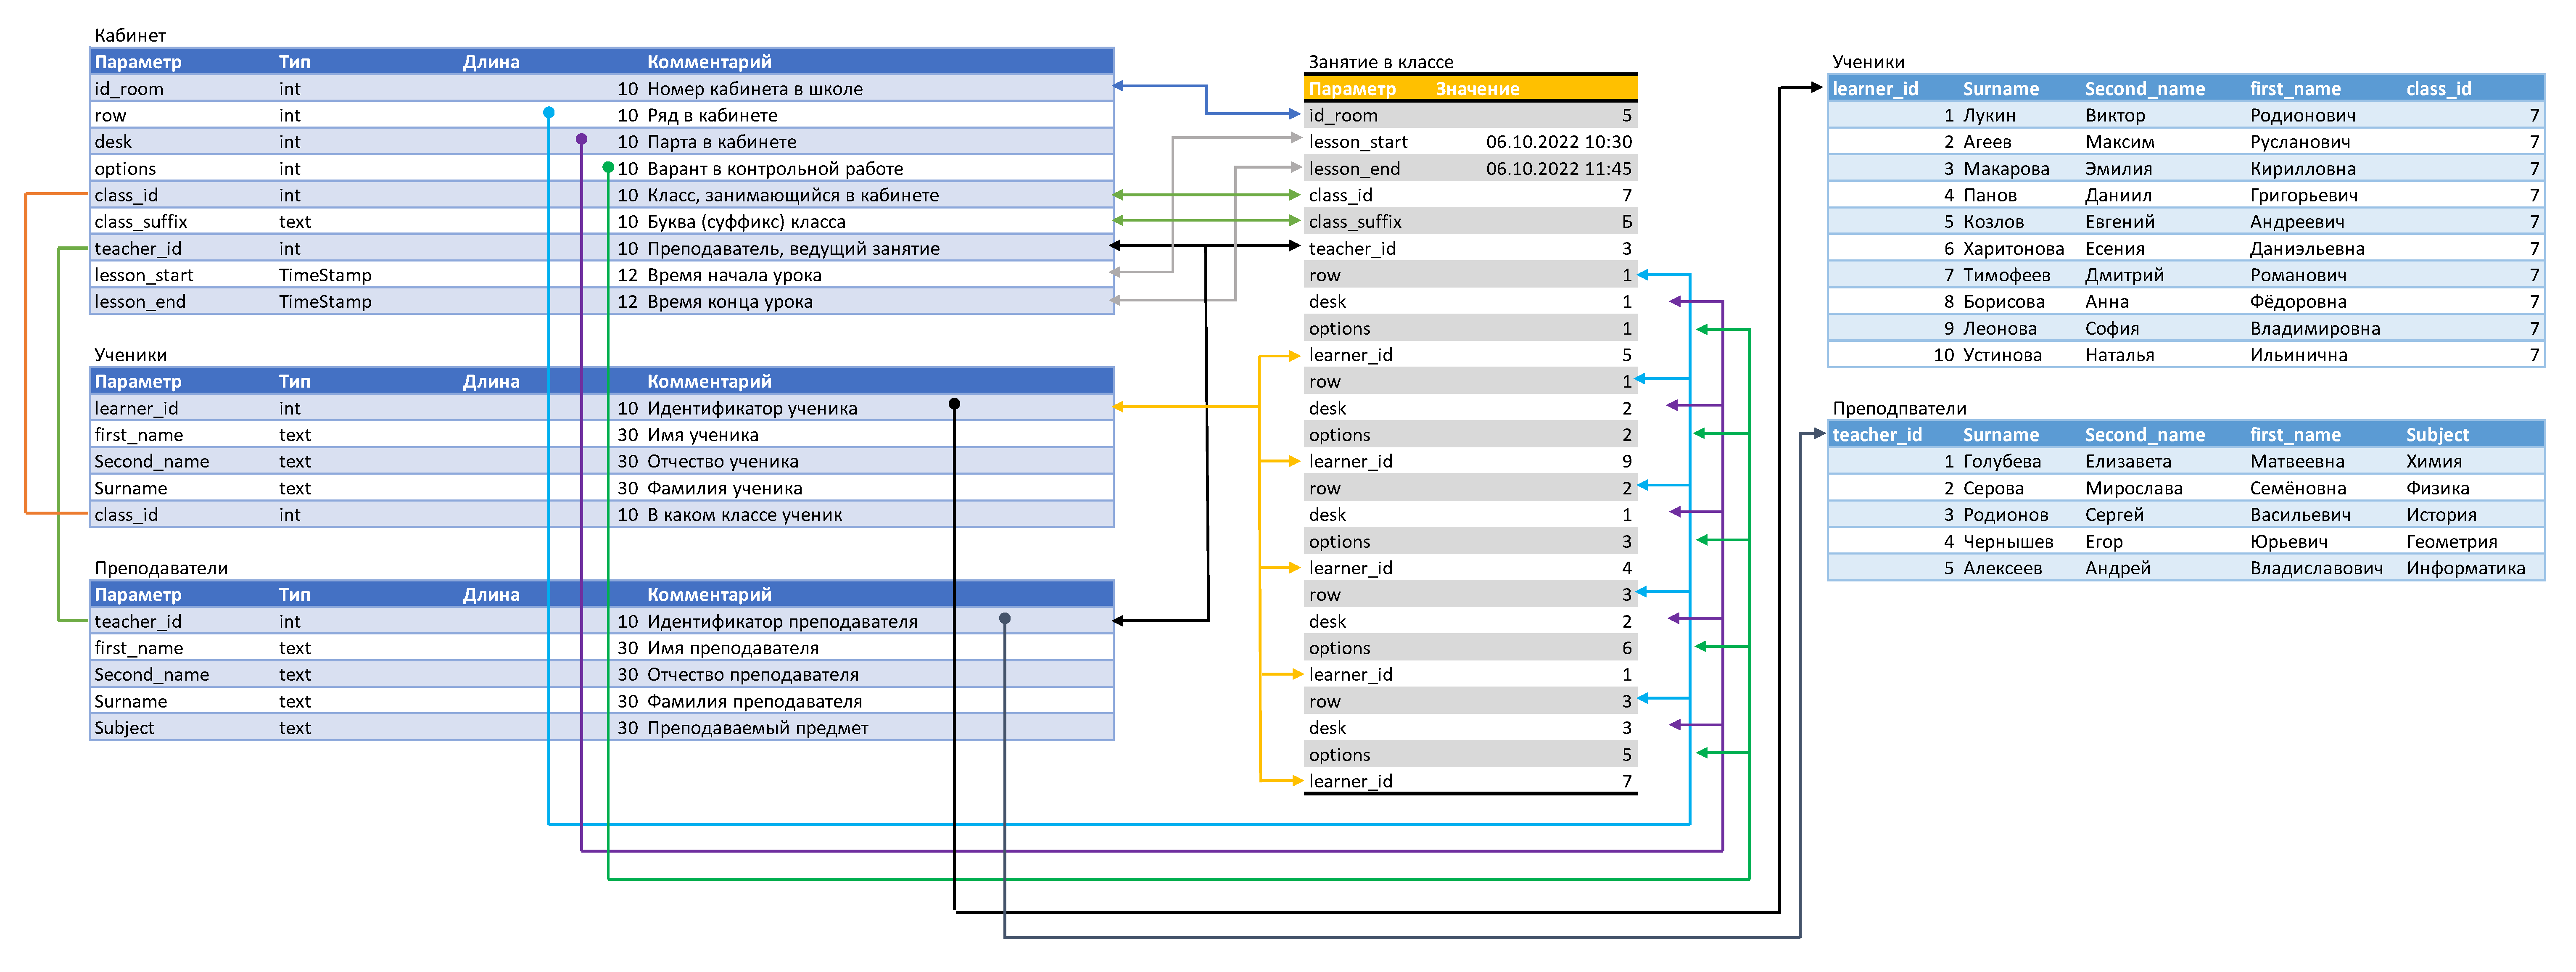 Кабинет
Параметр Тип Длина Комментарий
id_room int 10 Номер кабинета в школе
row int 10 Ряд в кабинете
desk int 10 Парта в кабинете
options int 10 Варант в контрольной работе
class_id int 10 Класс, занимающийся в кабинете
class_suffix text 10 Буква (суффикс) класса
teacher_id int 10 Преподаватель, ведущий занятие
lesson_start TimeStamp 12 Время начала урока
lesson_end TimeStamp 12 Время конца урока
Ученики
Параметр Тип Длина Комментарий
learner_id int 10 Идентификатор ученика
first_name text 30 Имя ученика
Second_name text 30 Отчество ученика
Surname text 30 Фамилия ученика
class_id int 10 В каком классе ученик
Преподаватели
Параметр Тип Длина Комментарий
teacher_id int 10 Идентификатор преподавателя
first_name text 30 Имя преподавателя
Second_name text 30 Отчество преподавателя
Surname text 30 Фамилия преподавателя
Subject text 30 Преподаваемый предмет
Занятие в классе
Параметр Значение
id_room 5
lesson_start 06.10.2022 10:30
lesson_end 06.10.2022 11:45
class_id 7
class_suffix Б
teacher_id 3
row 1
desk 1
options 1
learner_id 5
row 1
desk 2
options 2
learner_id 9
row 2
desk 1
options 3
learner_id 4
row 3
desk 2
options 6
learner_id 1
row 3
desk 3
options 5
learner_id 7
Ученики
learner_id Surname Second_name first_name class_id
1 Лукин Виктор Родионович 7
2 Агеев Максим Русланович 7
3 Макарова Эмилия Кирилловна 7
4 Панов Даниил Григорьевич 7
5 Козлов Евгений Андреевич 7
6 Харитонова Есения Даниэльевна 7
7 Тимофеев Дмитрий Романович 7
8 Борисова Анна Фёдоровна 7
9 Леонова София Владимировна 7
10 Устинова Наталья Ильинична 7
Преподпватели
teacher_id Surname Second_name first_name Subject
1 Голубева Елизавета Матвеевна Химия
2 Серова Мирослава Семёновна Физика
3 Родионов Сергей Васильевич История
4 Чернышев Егор Юрьевич Геометрия
5 Алексеев Андрей Владиславович Информатика